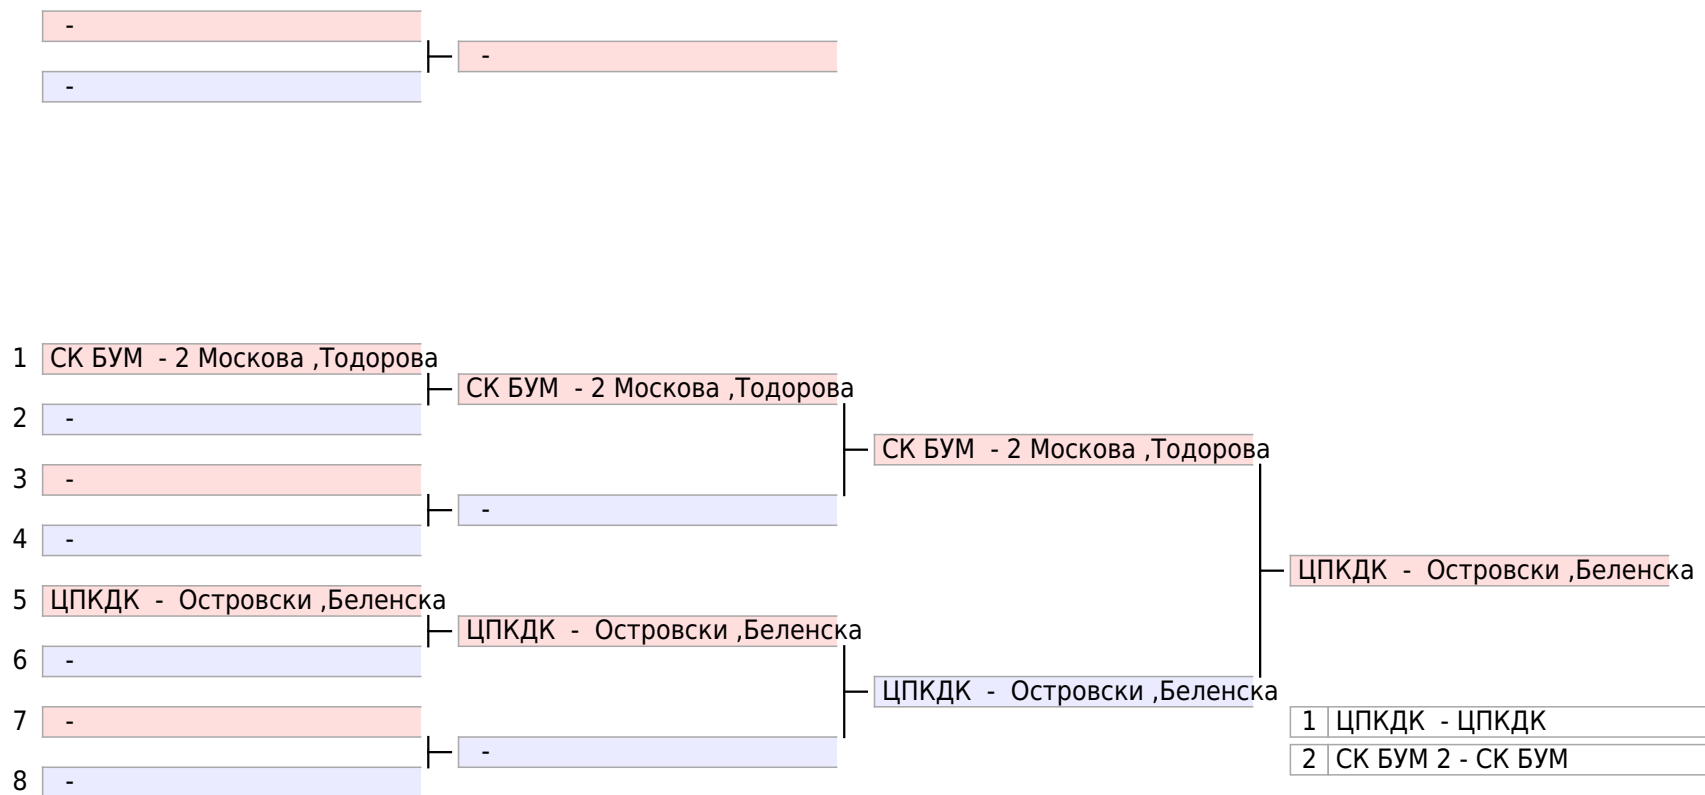 -
-
-
1 СК БУМ - 2 Москова ,Тодорова
СК БУМ - 2 Москова ,Тодорова
2 -
СК БУМ - 2 Москова ,Тодорова
3 -
-
4 -
ЦПКДК - Островски ,Беленска
5 ЦПКДК - Островски ,Беленска
ЦПКДК - Островски ,Беленска
6 -
ЦПКДК - Островски ,Беленска
7 -
1 ЦПКДК - ЦПКДК
-
2 СК БУМ 2 - СК БУМ
8 -